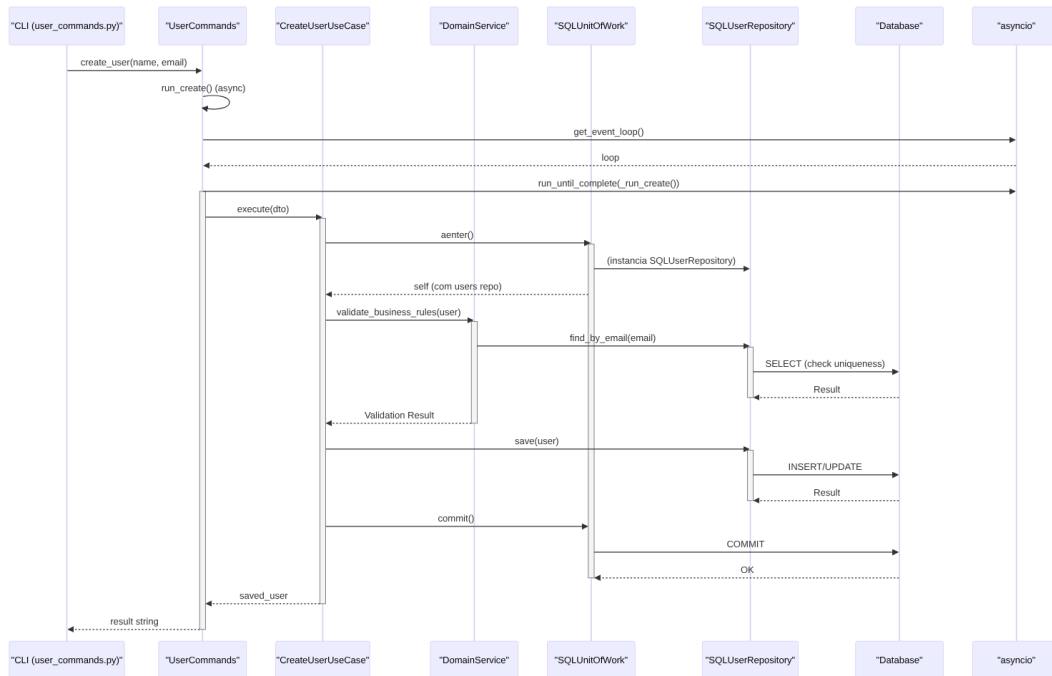 "CLI (user_commands.py)"
"UserCommands"
"CreateUserUseCase"
"DomainService"
"SQLUnitOfWork"
"SQLUserRepository"
"Database"
"asyncio"
create_user(name, email)
run_create() (async)
get_event_loop()
loop
run_until_complete(_run_create())
execute(dto)
aenter()
(instancia SQLUserRepository)
self (com users repo)
validate_business_rules(user)
find_by_email(email)
SELECT (check uniqueness)
Result
Validation Result
save(user)
INSERT/UPDATE
Result
commit()
COMMIT
OK
saved_user
result string
"CLI (user_commands.py)"
"UserCommands"
"CreateUserUseCase"
"DomainService"
"SQLUnitOfWork"
"SQLUserRepository"
"Database"
"asyncio"